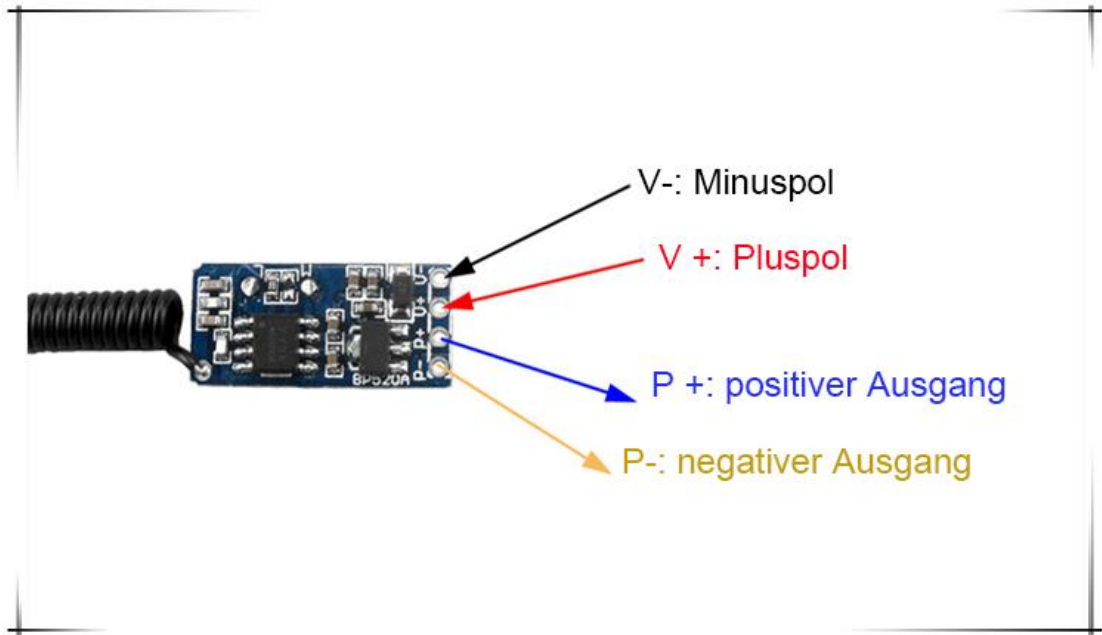 V-: Minuspol
V +: Pluspol
P +: positiver Ausgang
P-: negativer Ausgang
V-
V+
P+
P-
8P520A